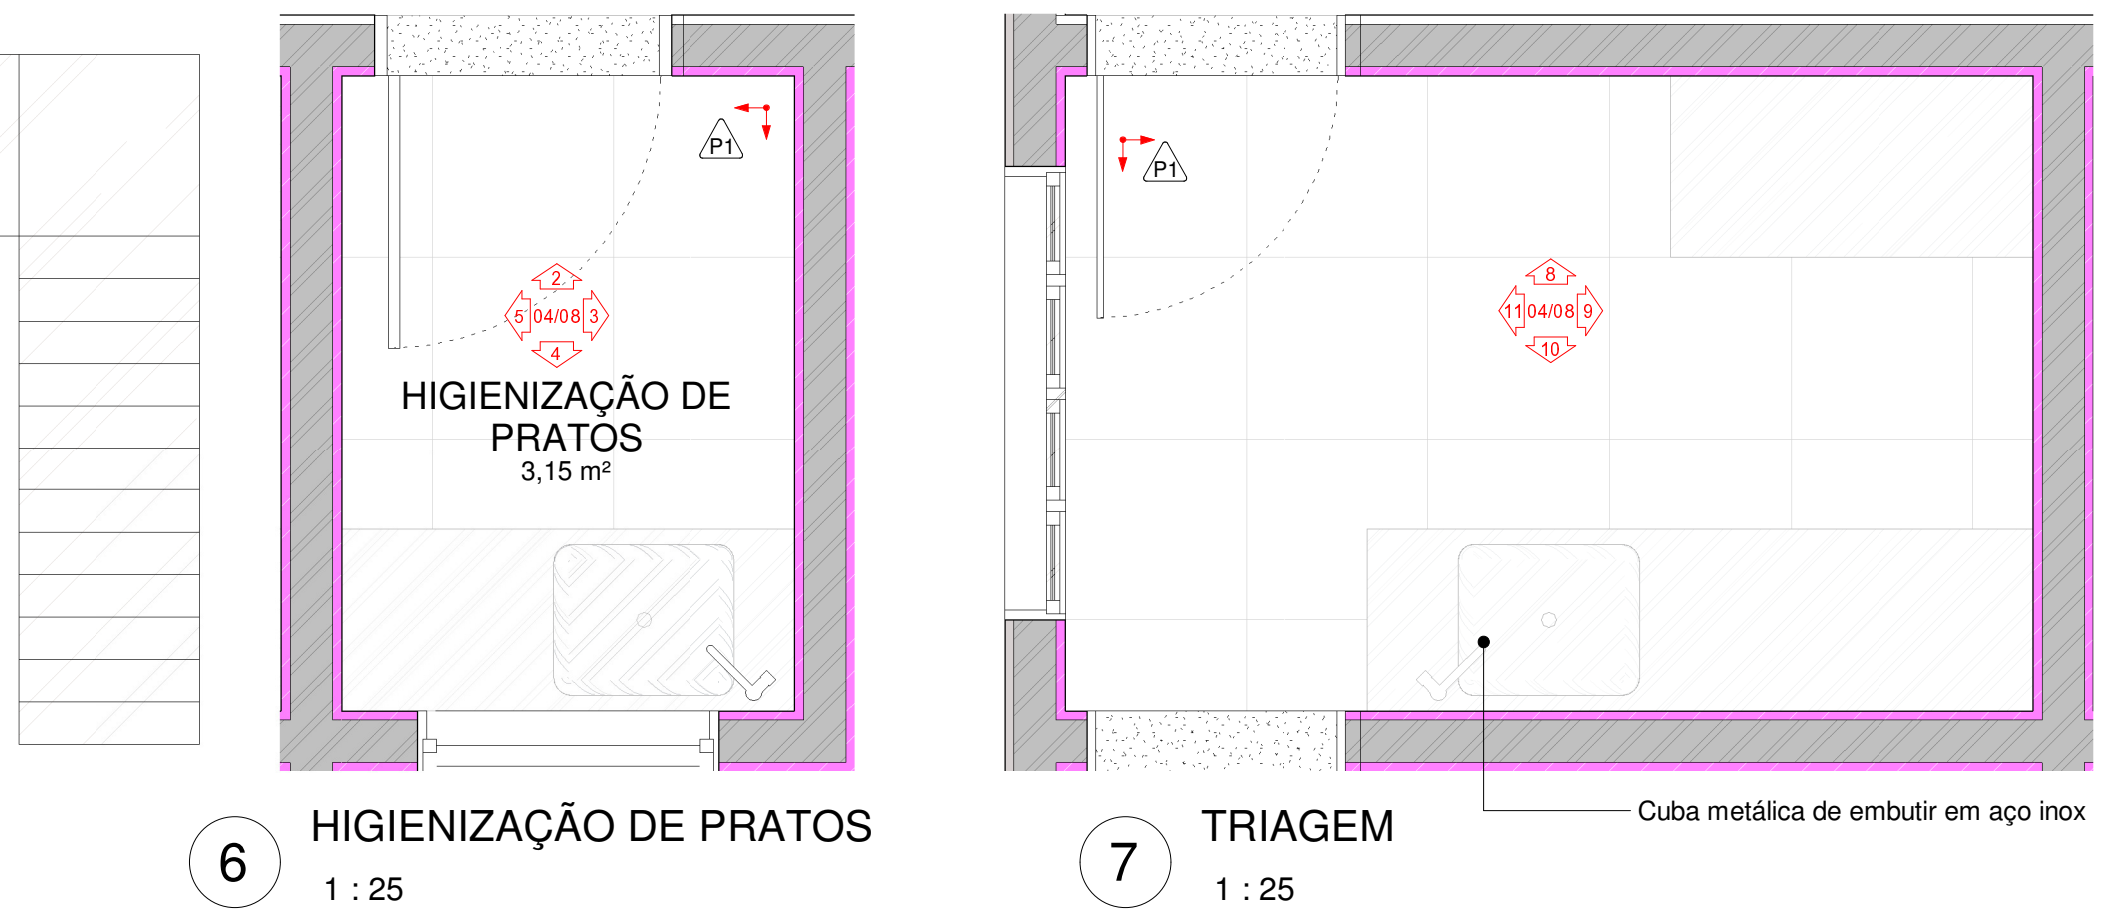 P1
2
5 04/08 3
4
HIGIENIZAÇÃO DE
PRATOS
3,15 m²
6
HIGIENIZAÇÃO DE PRATOS
1 : 25
P1
8
11 04/08 9
10
Cuba metálica de embutir em aço inox
7
TRIAGEM
1 : 25